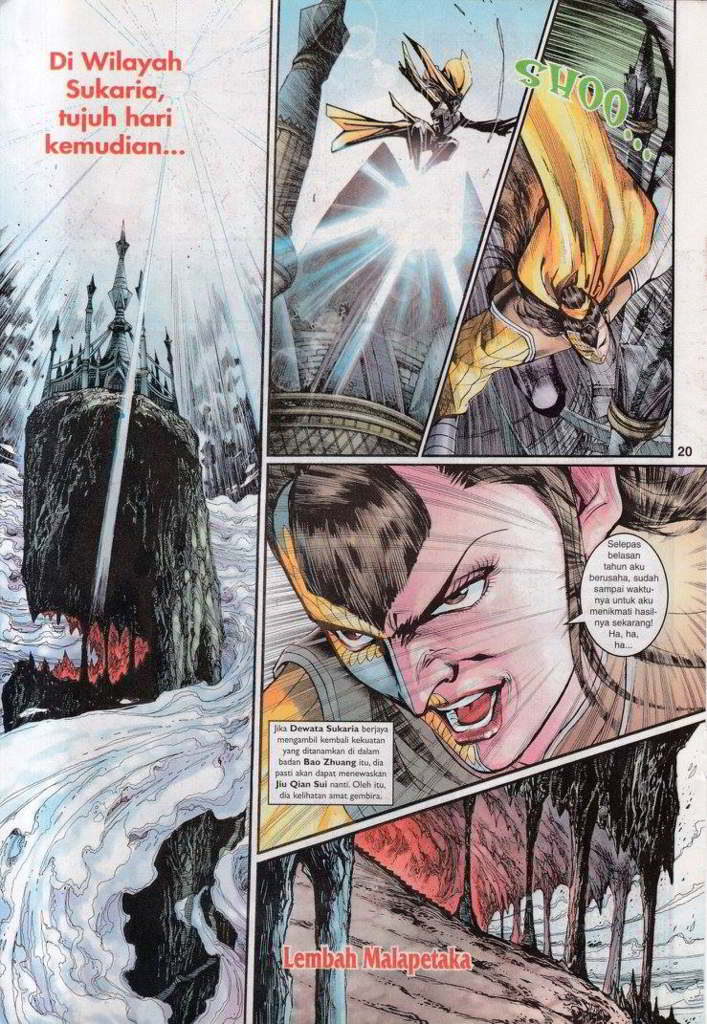 Di Wilayah
Sukaria,
tujuh hari
kemudian...
SHOO...
20
Selepas
belasan
tahun aku
berusaha, sudah
sampai waktu-
nya untuk aku
menikmati hasil-
nya sekarang!
Ha, ha,
ha...
Jika Dewata Sukaria berjaya
mengambil kembali kekuatan
yang ditanamkan di dalam
badan Bao Zhuang itu, dia
pasti akan dapat menewaskan
Jiu Qian Sui nanti. Oleh itu,
dia kelihatan amat gembira.
Lembah Malapetaka